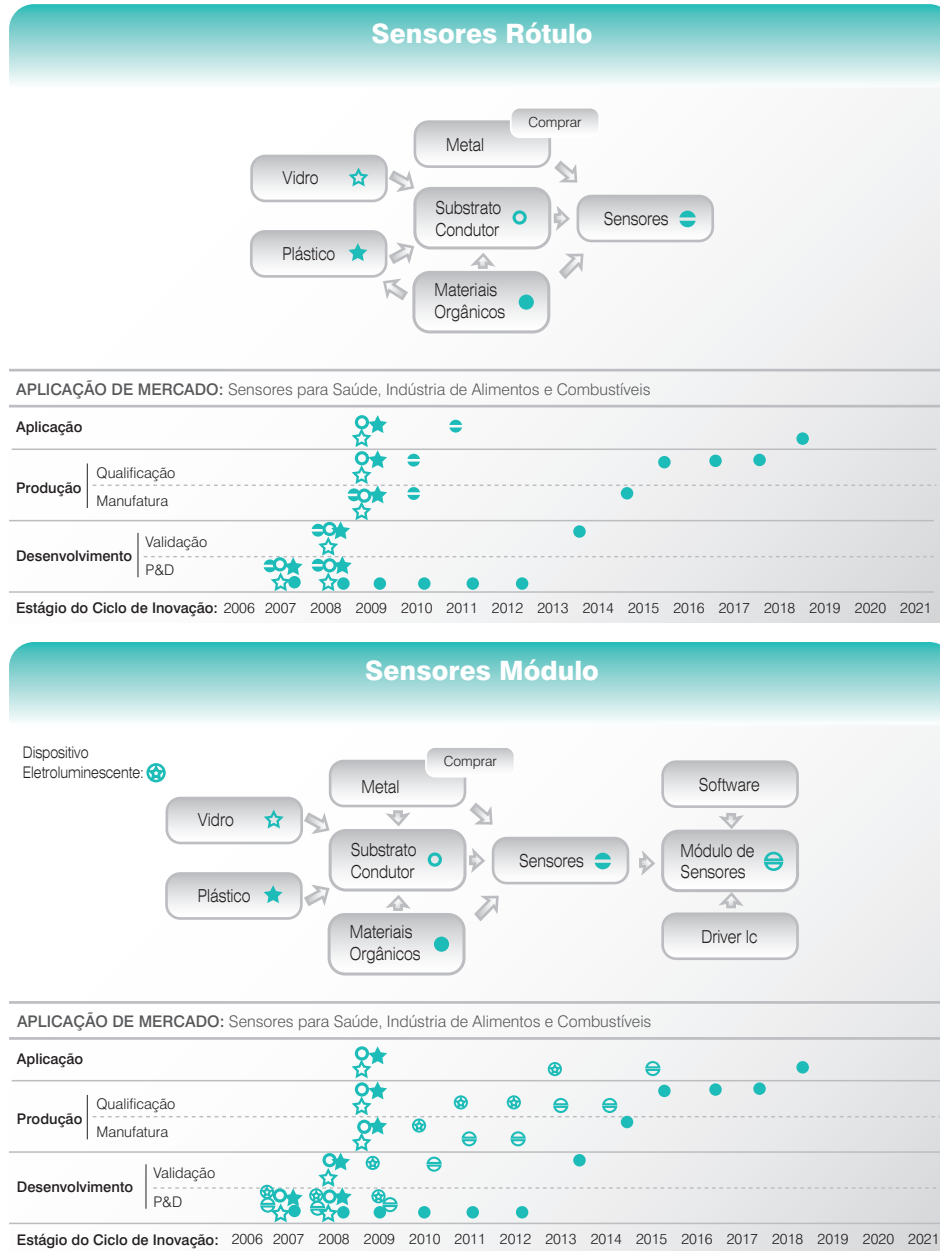 Sensores Rótulo
Comprar
Metal
Vidro
Substrato
Condutor
Sensores
Plástico
Materiais
Orgânicos
APLICAÇÃO DE MERCADO: Sensores para Saúde, Indústria de Alimentos e Combustíveis
Aplicação
Qualificação
Produção
Manufatura
Validação
Desenvolvimento
P&D
Estágio do Ciclo de Inovação: 2006 2007 2008 2009 2010 2011 2012 2013 2014 2015 2016 2017 2018 2019 2020 2021
Sensores Módulo
Dispositivo
Eletroluminescente:
Comprar
Metal
Software
Vidro
Substrato
Condutor
Sensores
Módulo de
Sensores
Plástico
Materiais
Orgânicos
Driver Ic
APLICAÇÃO DE MERCADO: Sensores para Saúde, Indústria de Alimentos e Combustíveis
Aplicação
Qualificação
Produção
Manufatura
Validação
Desenvolvimento
P&D
Estágio do Ciclo de Inovação: 2006 2007 2008 2009 2010 2011 2012 2013 2014 2015 2016 2017 2018 2019 2020 2021